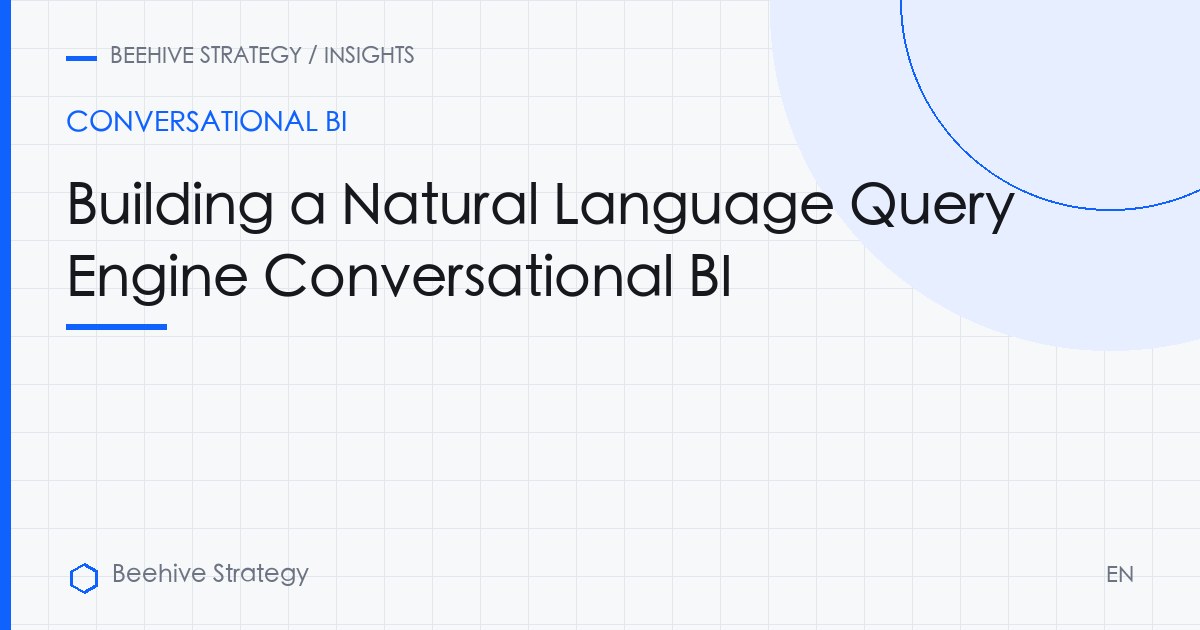 BEEHIVE STRATEGY / INSIGHTS
CONVERSATIONAL BI
Building a Natural Language Query
Engine Conversational BI
Beehive Strategy
EN